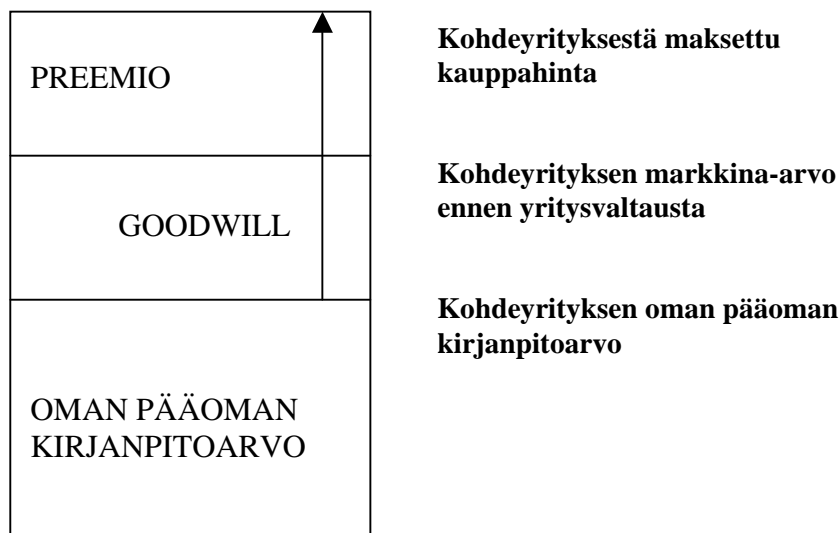 PREEMIO
Kohdeyrityksestä maksettu
kauppahinta
GOODWILL
Kohdeyrityksen markkina-arvo
ennen yritysvaltausta
Kohdeyrityksen oman pääoman
kirjanpitoarvo
OMAN PÄÄOMAN
KIRJANPITOARVO